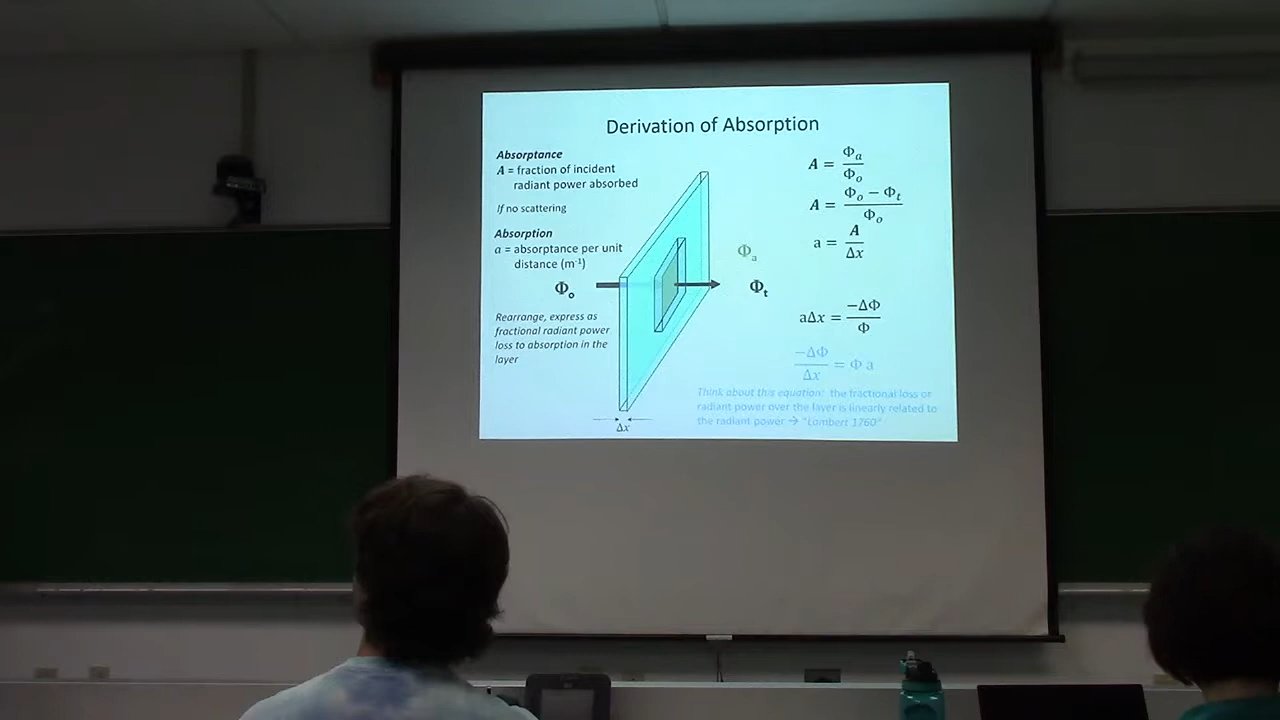 Derivation of Absorption
Absorptance
A = fraction of incident
radiant power absorbed
If no scattering
Absorption
a = absorptance per unit
distance (m⁻¹)
Φₒ
Rearrange, express as
fractional radiant power
loss to absorption in the
layer
Δx
Φₐ
Φₜ
A = Φₐ/Φₒ
A = (Φₒ − Φₜ)/Φₒ
a = A/Δx
aΔx = −ΔΦ/Φ
−ΔΦ/Δx = Φ a
Think about this equation: the fractional loss or
radiant power over the layer is linearly related to
the radiant power → "Lambert 1760"